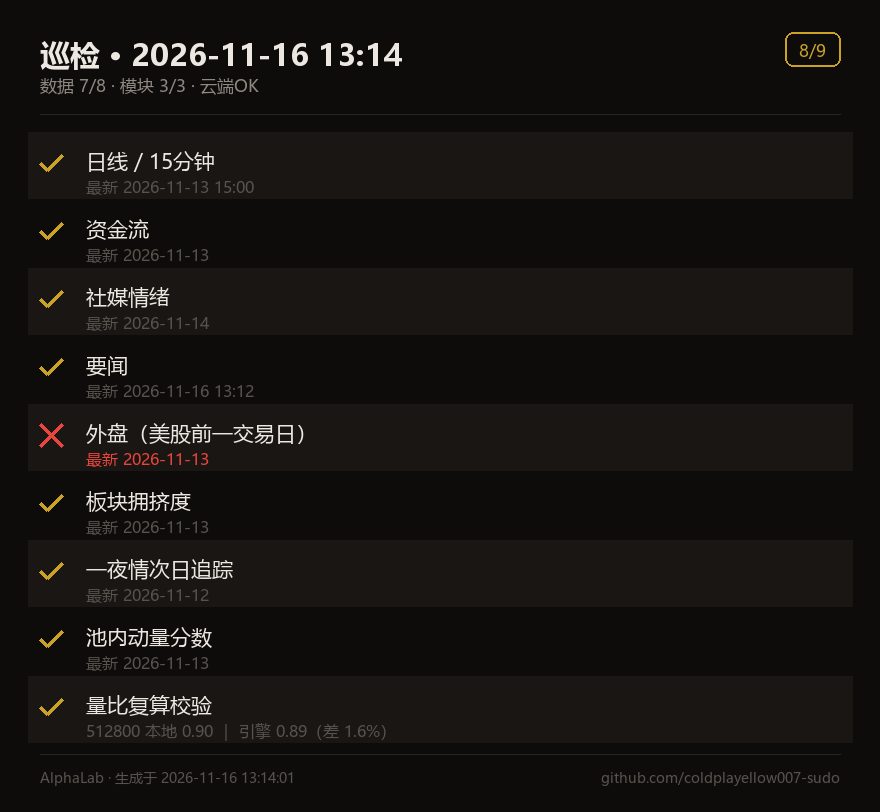 巡检 • 2026-11-16 13:14
8/9
数据 7/8 · 模块 3/3 · 云端OK
日线 / 15分钟
最新 2026-11-13 15:00
资金流
最新 2026-11-13
社媒情绪
最新 2026-11-14
要闻
最新 2026-11-16 13:12
外盘（美股前一交易日）
最新 2026-11-13
板块拥挤度
最新 2026-11-13
一夜情次日追踪
最新 2026-11-12
池内动量分数
最新 2026-11-13
量比复算校验
512800 本地 0.90 ｜ 引擎 0.89（差 1.6%）
AlphaLab · 生成于 2026-11-16 13:14:01
github.com/coldplayellow007-sudo